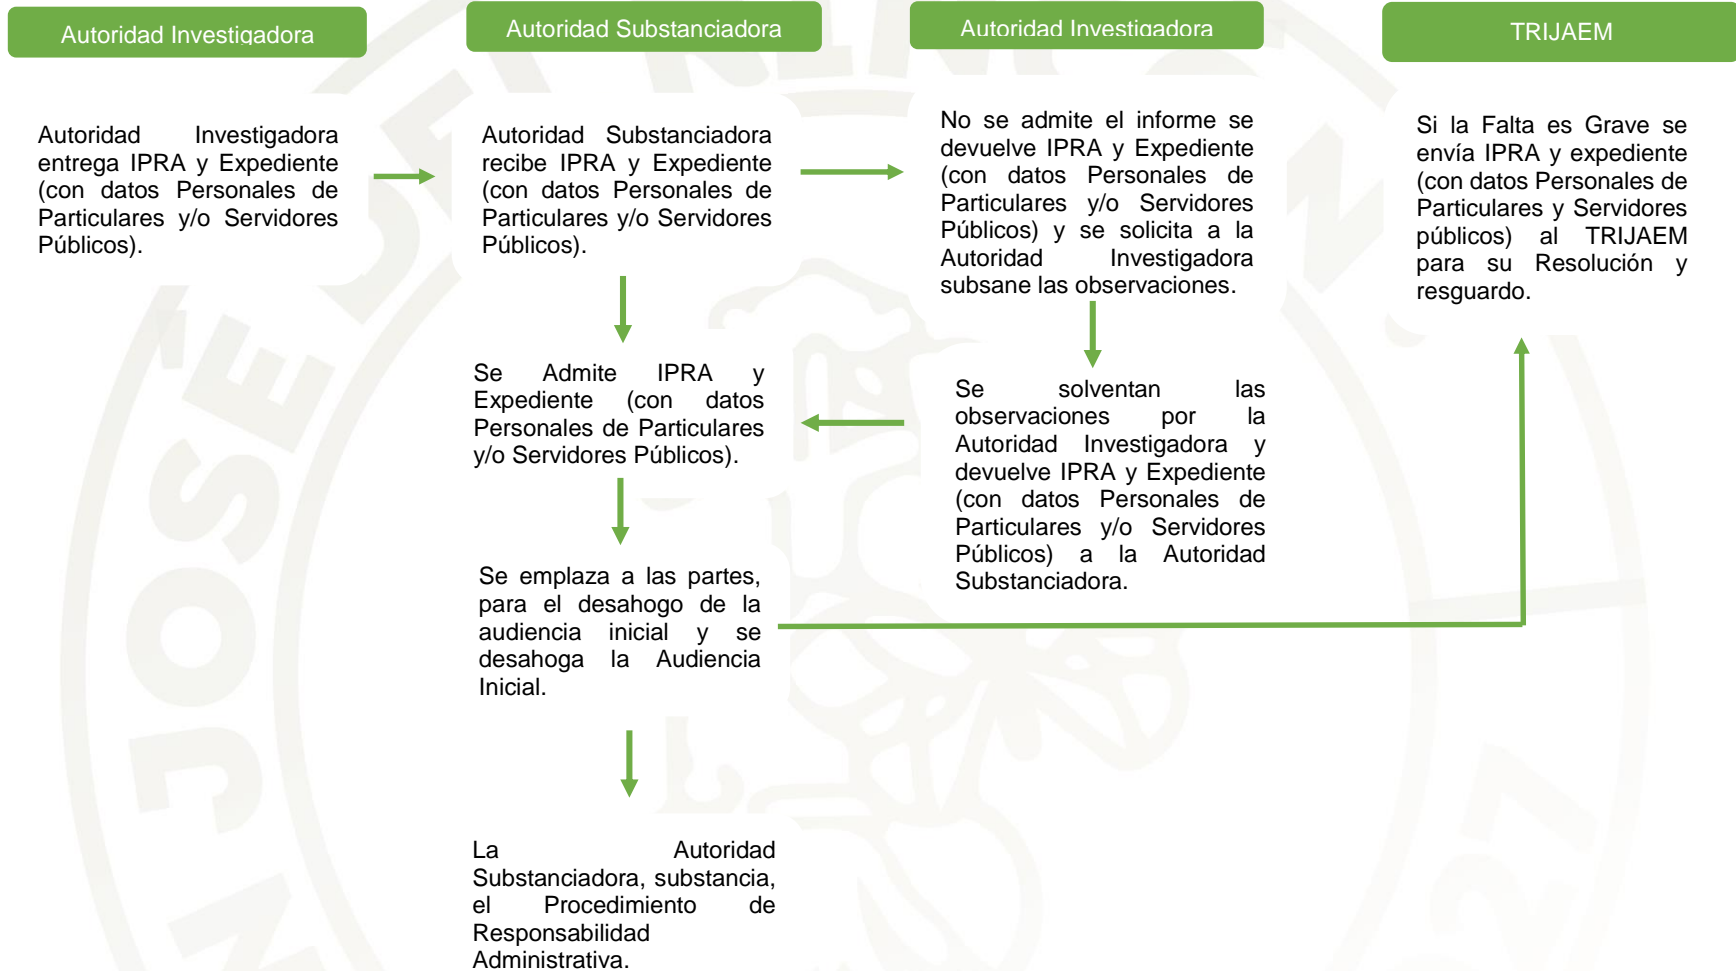 Autoridad Investigadora
Autoridad Substanciadora
Autoridad Investigadora
TRIJAEM
Autoridad Investigadora
entrega IPRA y Expediente
(con datos Personales de
Particulares y/o Servidores
Públicos).
Autoridad Substanciadora
recibe IPRA y Expediente
(con datos Personales de
Particulares y/o Servidores
Públicos).
No se admite el informe se
devuelve IPRA y Expediente
(con datos Personales de
Particulares y/o Servidores
Públicos) y se solicita a la
Autoridad Investigadora
subsane las observaciones.
Si la Falta es Grave se
envía IPRA y expediente
(con datos Personales de
Particulares y Servidores
públicos) al TRIJAEM
para su Resolución y
resguardo.
Se Admite IPRA y
Expediente (con datos
Personales de Particulares
y/o Servidores Públicos).
Se solventan las
observaciones por la
Autoridad Investigadora y
devuelve IPRA y Expediente
(con datos Personales de
Particulares y/o Servidores
Públicos) a la Autoridad
Substanciadora.
Se emplaza a las partes,
para el desahogo de la
audiencia inicial y se
desahoga la Audiencia
Inicial.
La Autoridad
Substanciadora, substancia,
el Procedimiento de
Responsabilidad
Administrativa.
JOSÉ
27